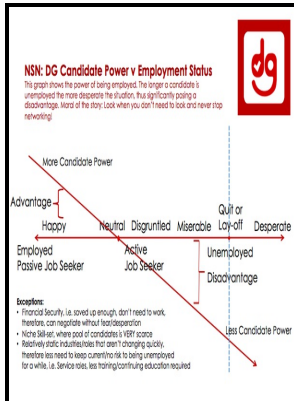 NSN: DG Candidate Power v Employment Status
This graph shows the power of being employed. The longer a candidate is
unemployed the more desperate the situation, thus significantly posing a
disadvantage. Moral of the story: Look when you don't need to look and never stop
networking!
dg
More Candidate Power
Advantage
Quit or
Lay-off
Happy Neutral Disgruntled Miserable Desperate
Employed Active Unemployed
Passive Job Seeker Job Seeker
Disadvantage
Less Candidate Power
Exceptions:
• Financial Security, i.e. saved up enough, don't need to work,
therefore, can negotiate without fear/desperation
• Niche Skill-set, where pool of candidates is VERY scarce
• Relatively static industries/roles that aren't changing quickly,
therefore less need to keep current/no risk to being unemployed
for a while, i.e. Service roles, less training/continuing education required